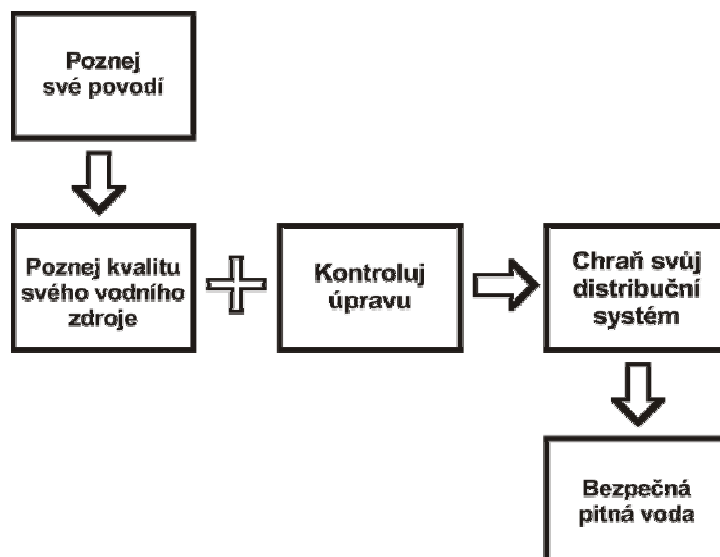 Poznej
své povodí
Poznej kvalitu
svého vodního
zdroje
Kontroluj
úpravu
Chraň svůj
distribuční
systém
Bezpečná
pitná voda